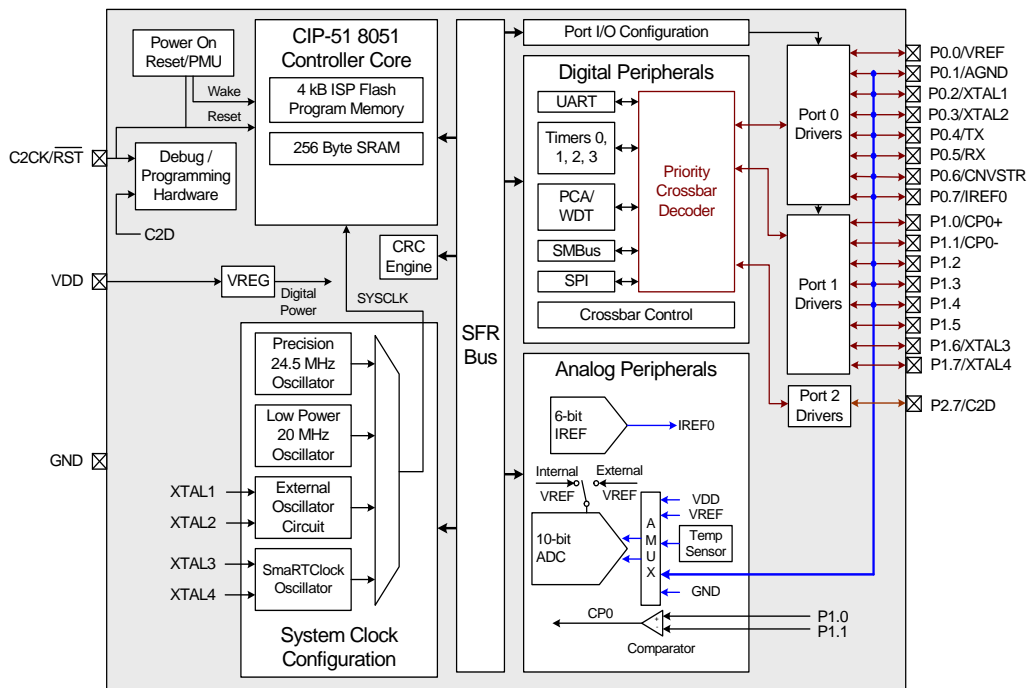 Power On
Reset/PMU
Wake
Reset
C2CK/RST
Debug /
Programming
Hardware
C2D
VDD
VREG
Digital
Power
GND
CIP-51 8051
Controller Core
4 kB ISP Flash
Program Memory
256 Byte SRAM
CRC
Engine
SYSCLK
Precision
24.5 MHz
Oscillator
Low Power
20 MHz
Oscillator
XTAL1
XTAL2
External
Oscillator
Circuit
XTAL3
XTAL4
SmaRTClock
Oscillator
System Clock
Configuration
SFR
Bus
Port I/O Configuration
Digital Peripherals
UART
Timers 0,
1, 2, 3
PCA/
WDT
SMBus
SPI
Priority
Crossbar
Decoder
Crossbar Control
Analog Peripherals
6-bit
IREF
IREF0
Internal
VREF
External
VREF
10-bit
ADC
A
M
U
X
VDD
VREF
Temp
Sensor
GND
CP0
+
-
Comparator
P1.0
P1.1
Port 0
Drivers
Port 1
Drivers
Port 2
Drivers
P0.0/VREF
P0.1/AGND
P0.2/XTAL1
P0.3/XTAL2
P0.4/TX
P0.5/RX
P0.6/CNVSTR
P0.7/IREF0
P1.0/CP0+
P1.1/CP0-
P1.2
P1.3
P1.4
P1.5
P1.6/XTAL3
P1.7/XTAL4
P2.7/C2D